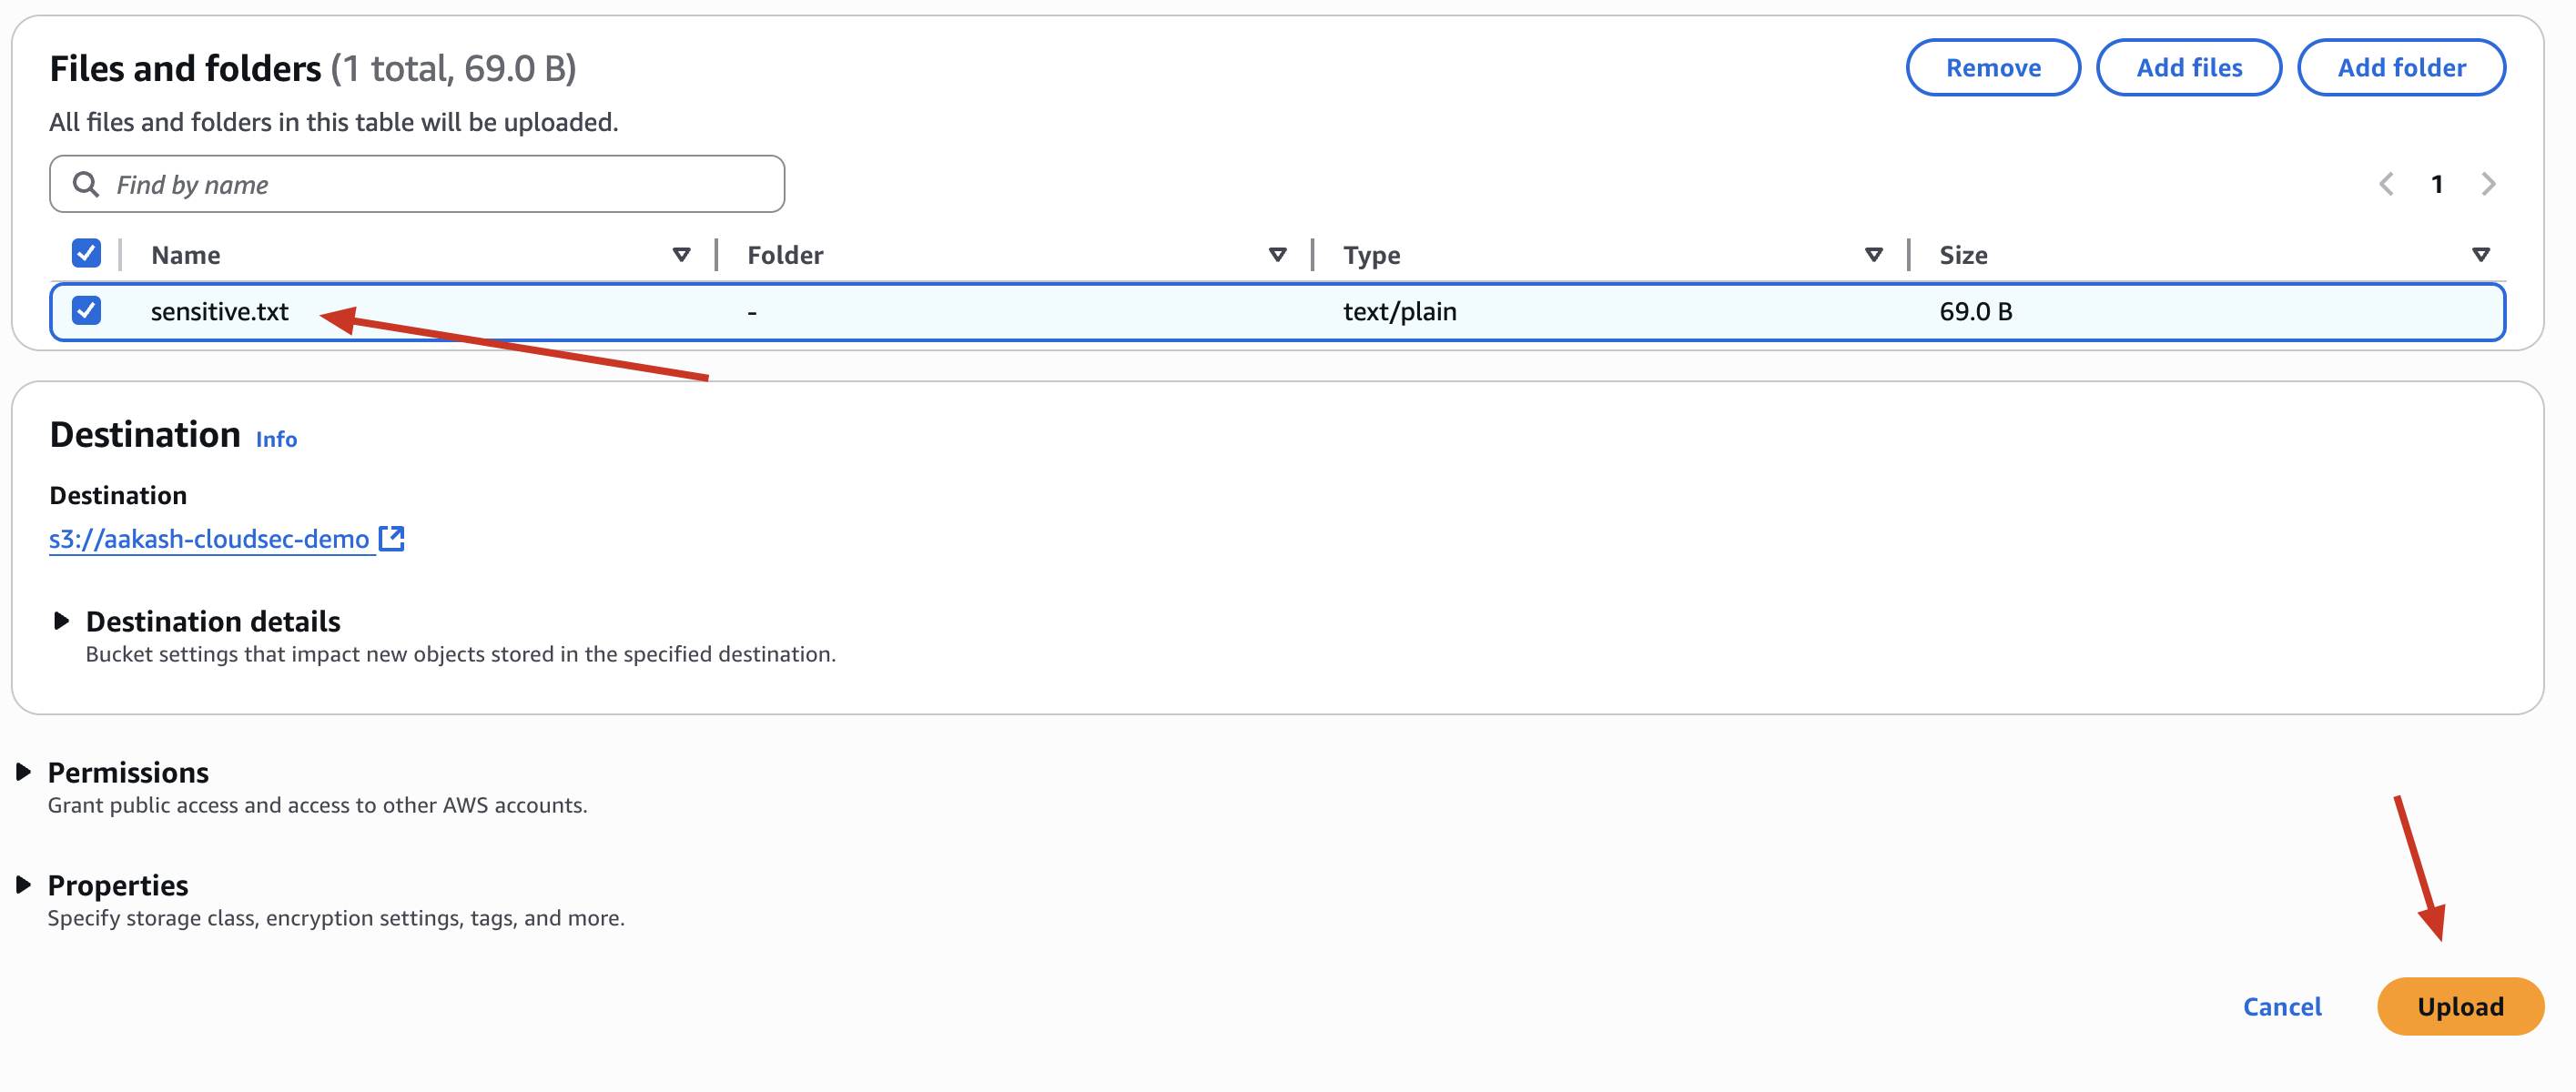 Files and folders (1 total, 69.0 B)
Remove
Add files
Add folder
All files and folders in this table will be uploaded.
Find by name
1
Name
Folder
Type
Size
sensitive.txt
-
text/plain
69.0 B
Destination Info
Destination
s3://aakash-cloudsec-demo
Destination details
Bucket settings that impact new objects stored in the specified destination.
Permissions
Grant public access and access to other AWS accounts.
Properties
Specify storage class, encryption settings, tags, and more.
Cancel
Upload